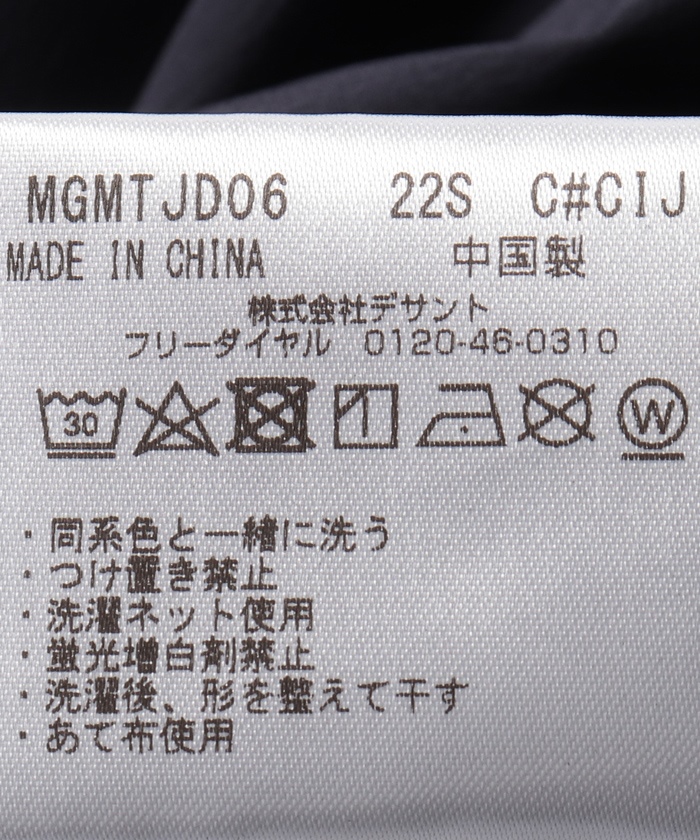 MGMTJD06 22S C#CIJ
MADE IN CHINA 中国製
株式会社デサント
フリーダイヤル 0120-46-0310
30 W
・同系色と一緒に洗う
・つけ置き禁止
・洗濯ネット使用
・蛍光増白剤禁止
・洗濯後、形を整えて干す
・あて布使用